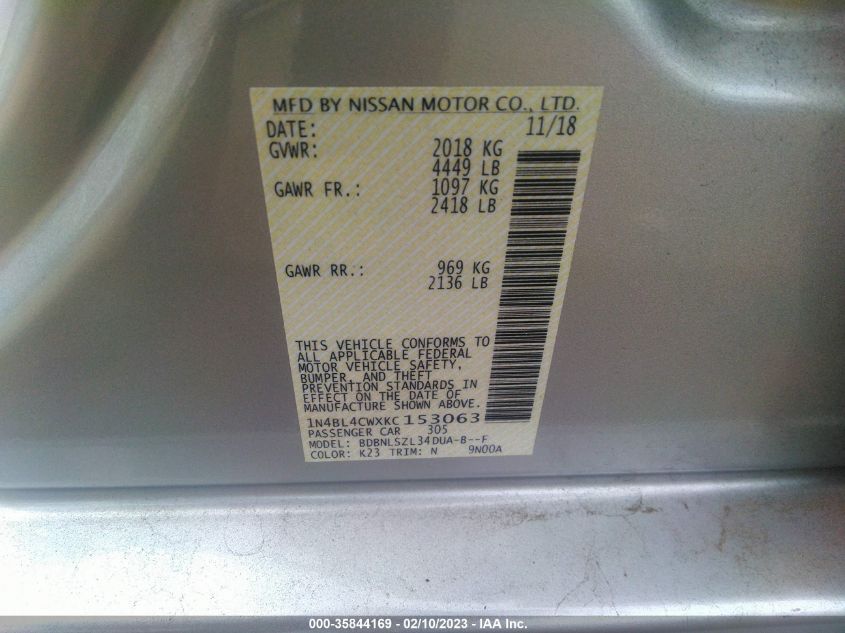 MFD BY NISSAN MOTOR CO., LTD.
DATE: 11/18
GVWR: 2018 KG
4449 LB
GAWR FR.: 1097 KG
2418 LB
GAWR RR.: 969 KG
2136 LB
THIS VEHICLE CONFORMS TO
ALL APPLICABLE FEDERAL
MOTOR VEHICLE SAFETY,
BUMPER, AND THEFT
PREVENTION STANDARDS IN
EFFECT ON THE DATE OF
MANUFACTURE SHOWN ABOVE.
1N4BL4CWXKC153063
PASSENGER CAR 305
MODEL: BDBNLSZL34DUA-B--F
COLOR: K23 TRIM: N 9N00A
000-35844169 — 02/10/2023 — IAA Inc.